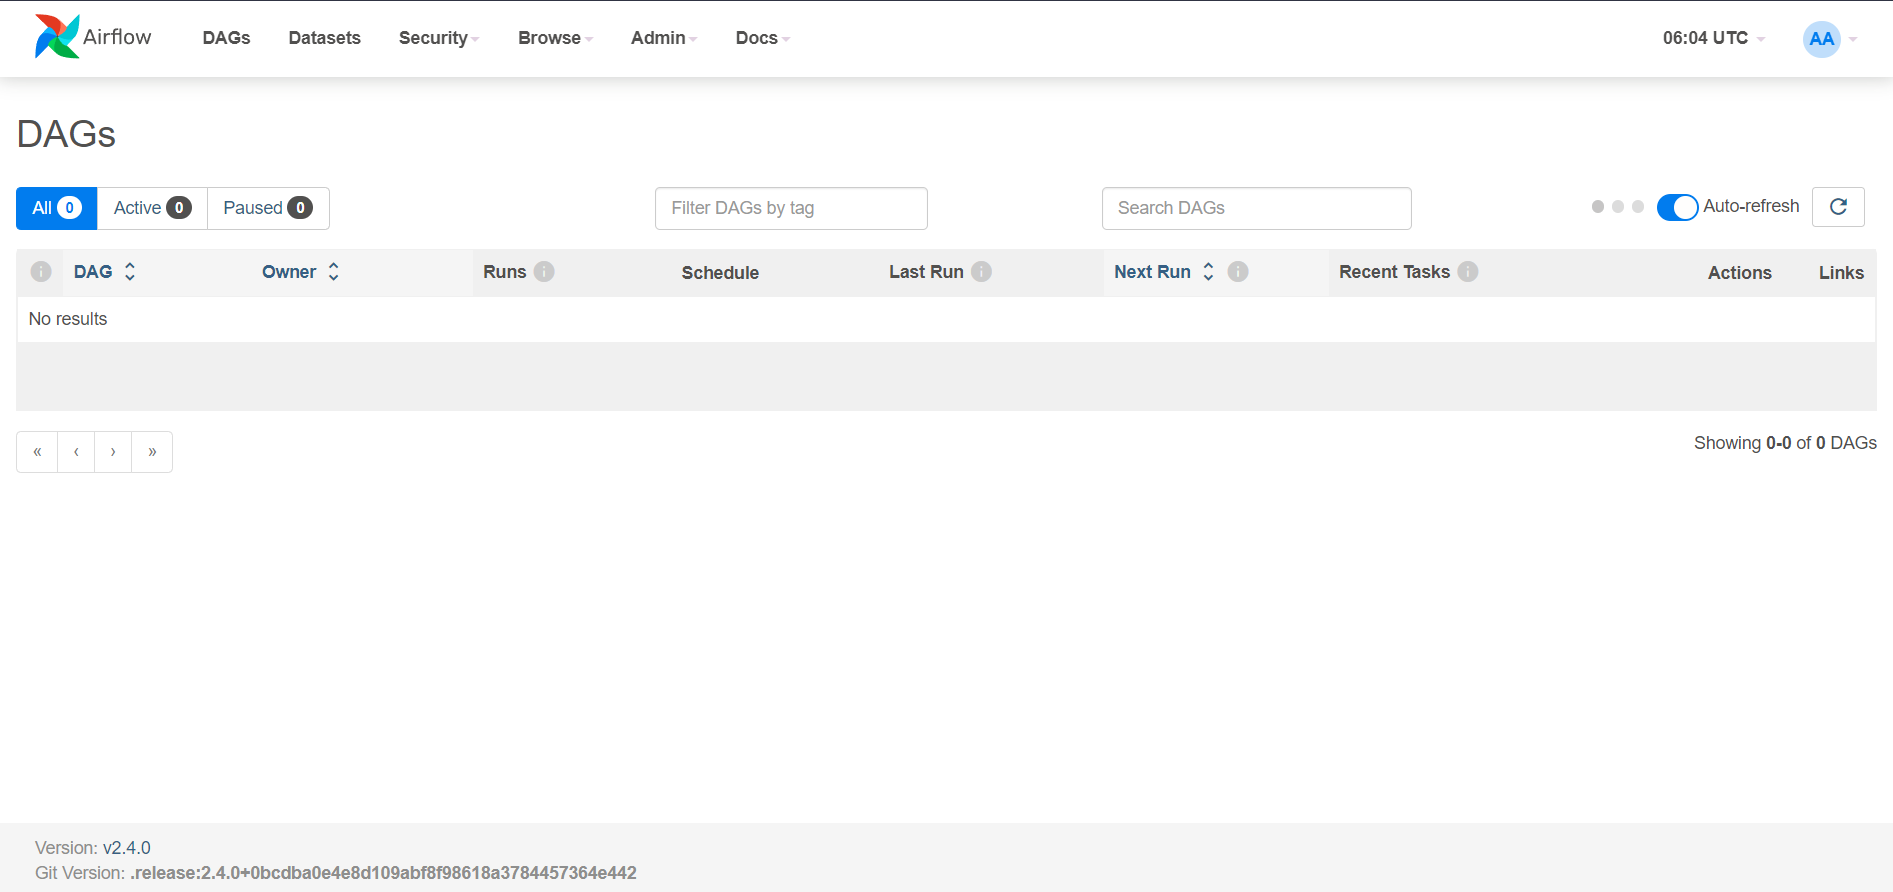 Airflow DAGs Datasets Security Browse Admin Docs 06:04 UTC AA
DAGs
All 0 Active 0 Paused 0 Filter DAGs by tag Search DAGs Auto-refresh
i DAG Owner Runs i Schedule Last Run i Next Run i Recent Tasks i Actions Links
No results
« ‹ › » Showing 0-0 of 0 DAGs
Version: v2.4.0
Git Version: .release:2.4.0+0bcdba0e4e8d109abf8f98618a3784457364e442